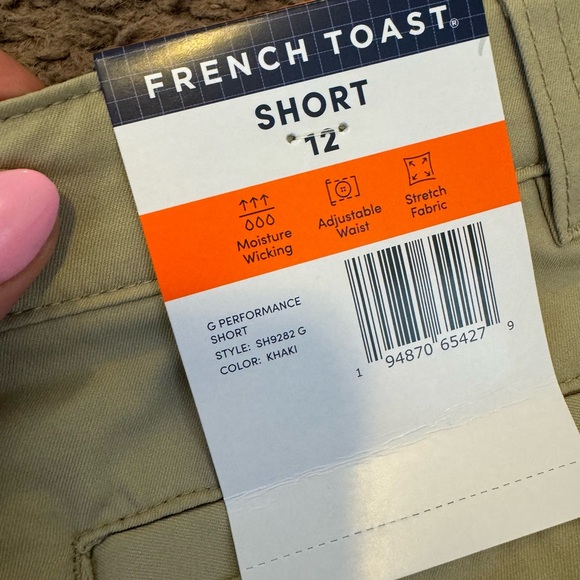 FRENCH TOAST®
SHORT
12
Moisture
Wicking
Adjustable
Waist
Stretch
Fabric
G PERFORMANCE
SHORT
STYLE: SH9282 G
COLOR: KHAKI
1 94870 65427 9